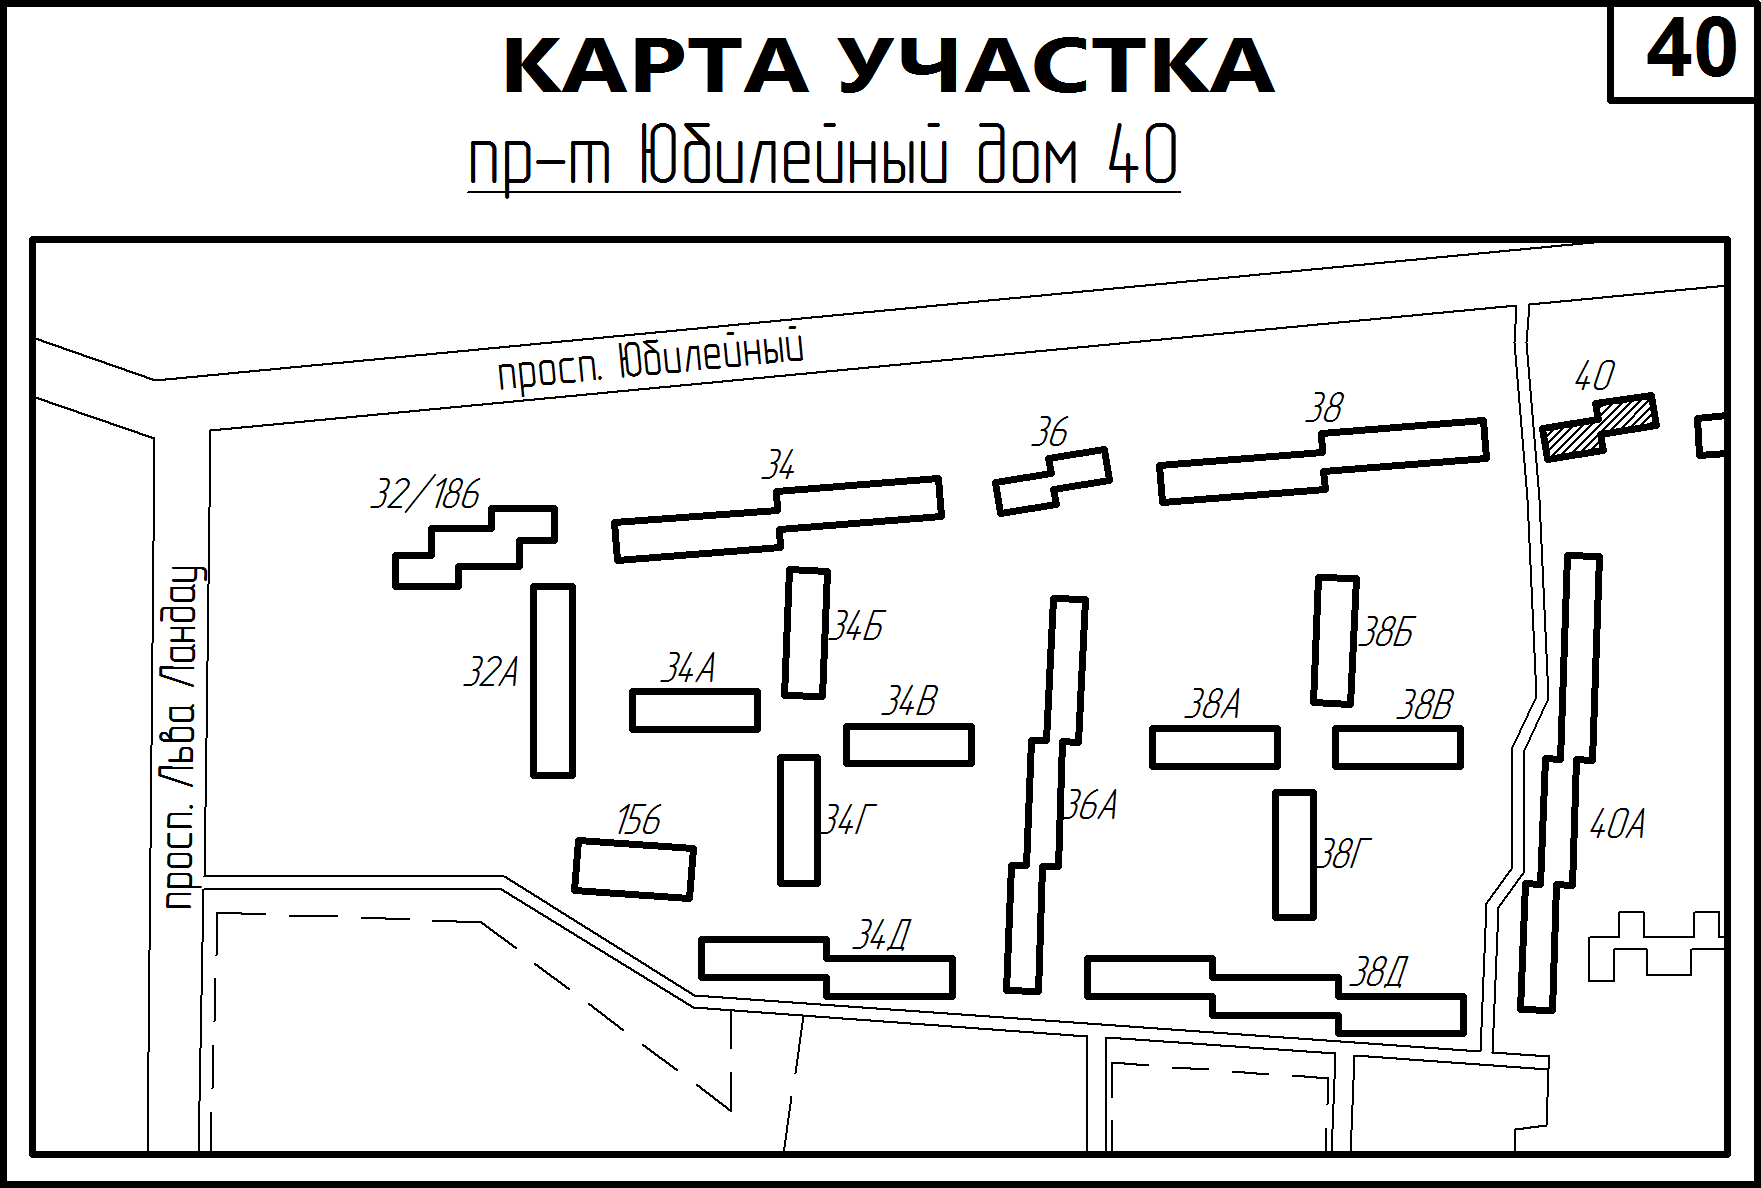 40
КАРТА УЧАСТКА
пр-т Юбилейный дом 40
просп. Юбилейный
40
38
36
34
32/186
34Б
38Б
32А
34А
34В
38А
38В
просп. Льва Ландау
156
34Г
36А
40А
38Г
34Д
38Д